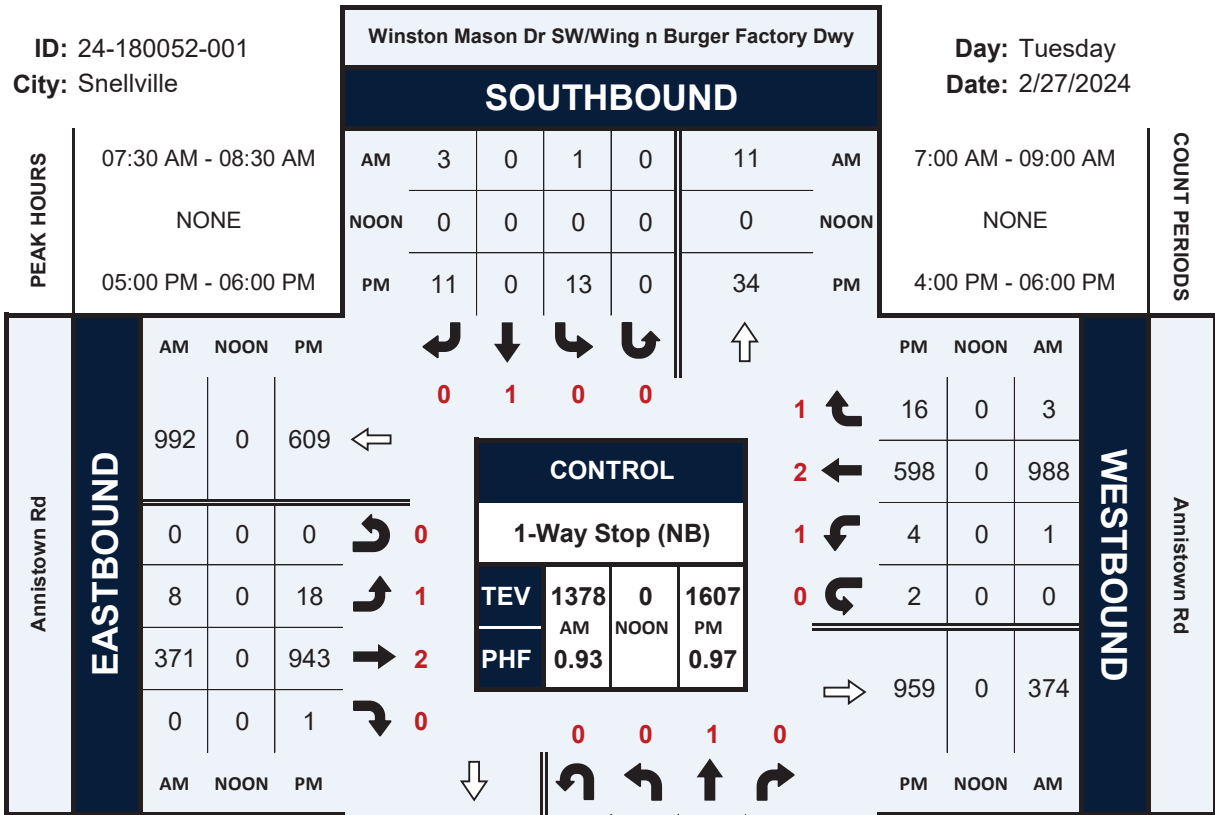 ID: 24-180052-001
City: Snellville
Winston Mason Dr SW/Wing n Burger Factory Dwy
SOUTHBOUND
Day: Tuesday
Date: 2/27/2024
PEAK HOURS
07:30 AM - 08:30 AM
NONE
05:00 PM - 06:00 PM
AM 3 0 1 0 11 AM
NOON 0 0 0 0 0 NOON
PM 11 0 13 0 34 PM
7:00 AM - 09:00 AM
NONE
4:00 PM - 06:00 PM
COUNT PERIODS
0 1 0 0
Annistown Rd
EASTBOUND
AM NOON PM
992 0 609
0 0 0 0
8 0 18 1
371 0 943 2
0 0 1 0
AM NOON PM
CONTROL
1-Way Stop (NB)
TEV 1378 0 1607
AM NOON PM
PHF 0.93 0.97
PM NOON AM
1 16 0 3
2 598 0 988
1 4 0 1
0 2 0 0
959 0 374
PM NOON AM
WESTBOUND
Annistown Rd
0 0 1 0